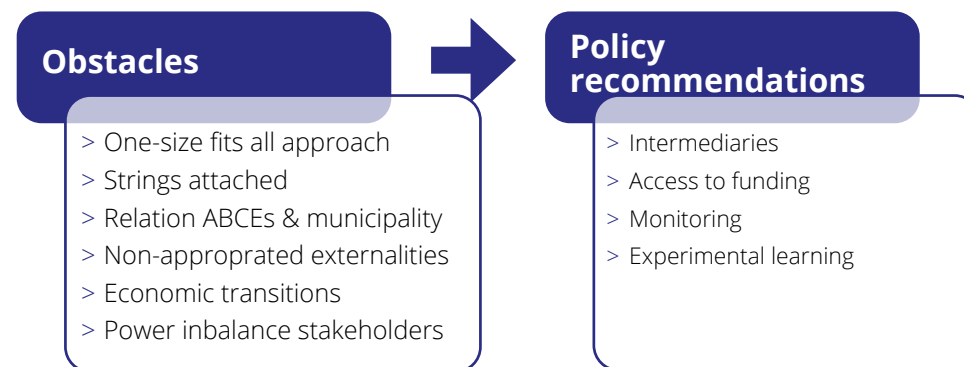 Obstacles
> One-size fits all approach
> Strings attached
> Relation ABCEs & municipality
> Non-approprated externalities
> Economic transitions
> Power inbalance stakeholders
Policy
recommendations
> Intermediaries
> Access to funding
> Monitoring
> Experimental learning